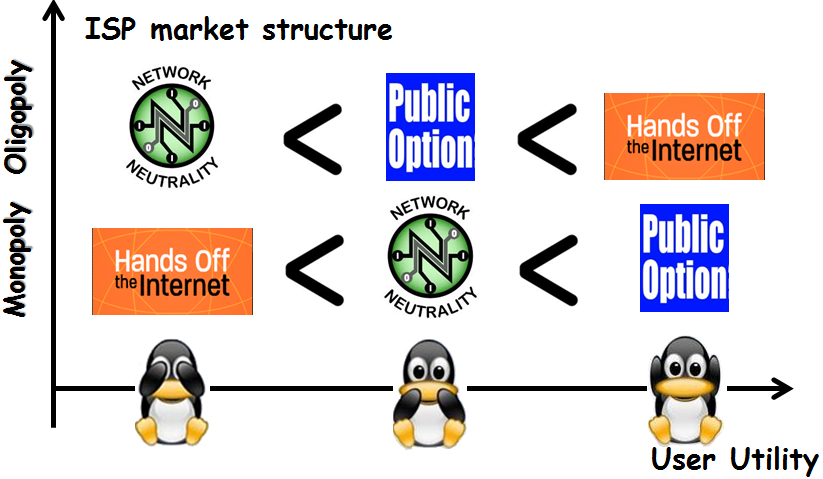 ISP market structure
Oligopoly
NETWORK
NEUTRALITY
<
Public
Option
<
Hands Off
the Internet
Monopoly
Hands Off
the Internet
<
NETWORK
NEUTRALITY
<
Public
Option
User Utility